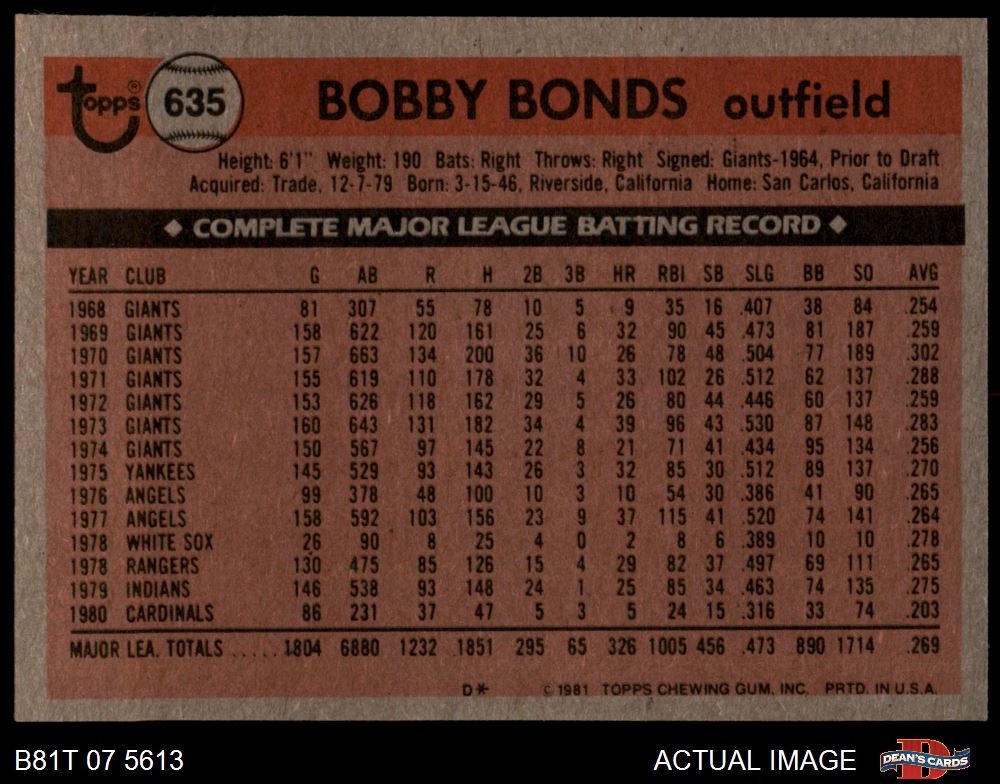 Topps® 635 BOBBY BONDS outfield
Height: 6'1" Weight: 190 Bats: Right Throws: Right Signed: Giants-1964, Prior to Draft
Acquired: Trade, 12-7-79 Born: 3-15-46, Riverside, California Home: San Carlos, California
◆ COMPLETE MAJOR LEAGUE BATTING RECORD ◆
YEAR CLUB G AB R H 2B 3B HR RBI SB SLG BB SO AVG
1968 GIANTS 81 307 55 78 10 5 9 35 16 .407 38 84 .254
1969 GIANTS 158 622 120 161 25 6 32 90 45 .473 81 187 .259
1970 GIANTS 157 663 134 200 36 10 26 78 48 .504 77 189 .302
1971 GIANTS 155 619 110 178 32 4 33 102 26 .512 62 137 .288
1972 GIANTS 153 626 118 162 29 5 26 80 44 .446 60 137 .259
1973 GIANTS 160 643 131 182 34 4 39 96 43 .530 87 148 .283
1974 GIANTS 150 567 97 145 22 8 21 71 41 .434 95 134 .256
1975 YANKEES 145 529 93 143 26 3 32 85 30 .512 89 137 .270
1976 ANGELS 99 378 48 100 10 3 10 54 30 .386 41 90 .265
1977 ANGELS 158 592 103 156 23 9 37 115 41 .520 74 141 .264
1978 WHITE SOX 26 90 8 25 4 0 2 8 6 .389 10 10 .278
1978 RANGERS 130 475 85 126 15 4 29 82 37 .497 69 111 .265
1979 INDIANS 146 538 93 148 24 1 25 85 34 .463 74 135 .275
1980 CARDINALS 86 231 37 47 5 3 5 24 15 .316 33 74 .203
MAJOR LEA. TOTALS ..... 1804 6880 1232 1851 295 65 326 1005 456 .473 890 1714 .269
D* © 1981 TOPPS CHEWING GUM, INC. PRTD. IN U.S.A.
B81T 07 5613 ACTUAL IMAGE DEAN'S CARDS